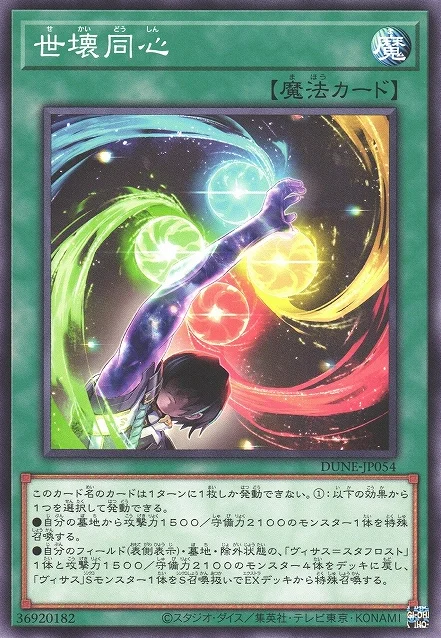 世壊同心
せかいどうしん
魔
【魔法カード】
まほう
DUNE-JP054
このカード名のカードは1ターンに1枚しか発動できない。①：以下の効果から
1つを選択して発動できる。
●自分の墓地から攻撃力1500／守備力2100のモンスター1体を特殊
召喚する。
●自分のフィールド（表側表示）・墓地・除外状態の、「ヴィサス＝スタフロスト」
1体と攻撃力1500／守備力2100のモンスター4体をデッキに戻し、
「ヴィサス」Sモンスター1体をS召喚扱いでEXデッキから特殊召喚する。
36920182
©スタジオ・ダイス／集英社・テレビ東京・KONAMI